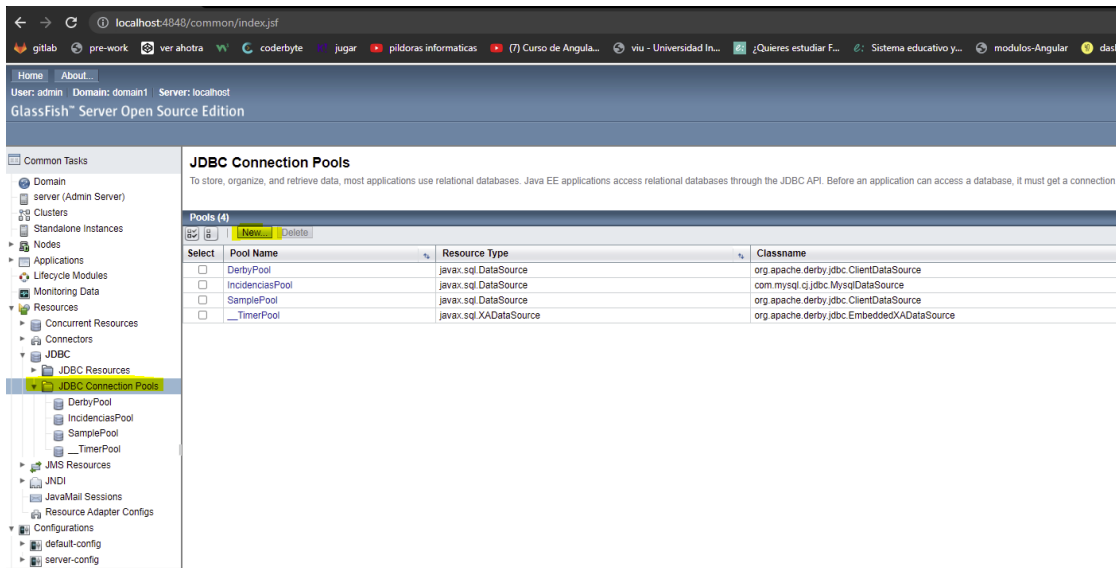 localhost:4848/common/index.jsf
gitlab pre-work ver ahotra coderbyte jugar pildoras informaticas (7) Curso de Angula... viu - Universidad In... ¿Quieres estudiar F... Sistema educativo y... modulos-Angular
Home About...
User: admin Domain: domain1 Server: localhost
GlassFish™ Server Open Source Edition
Common Tasks
Domain
server (Admin Server)
Clusters
Standalone Instances
Nodes
Applications
Lifecycle Modules
Monitoring Data
Resources
Concurrent Resources
Connectors
JDBC
JDBC Resources
JDBC Connection Pools
DerbyPool
IncidenciasPool
SamplePool
__TimerPool
JMS Resources
JNDI
JavaMail Sessions
Resource Adapter Configs
Configurations
default-config
server-config
JDBC Connection Pools
To store, organize, and retrieve data, most applications use relational databases. Java EE applications access relational databases through the JDBC API. Before an application can access a database, it must get a connection
Pools (4)
New... Delete
Select Pool Name Resource Type Classname
DerbyPool javax.sql.DataSource org.apache.derby.jdbc.ClientDataSource
IncidenciasPool javax.sql.DataSource com.mysql.cj.jdbc.MysqlDataSource
SamplePool javax.sql.DataSource org.apache.derby.jdbc.ClientDataSource
__TimerPool javax.sql.XADataSource org.apache.derby.jdbc.EmbeddedXADataSource